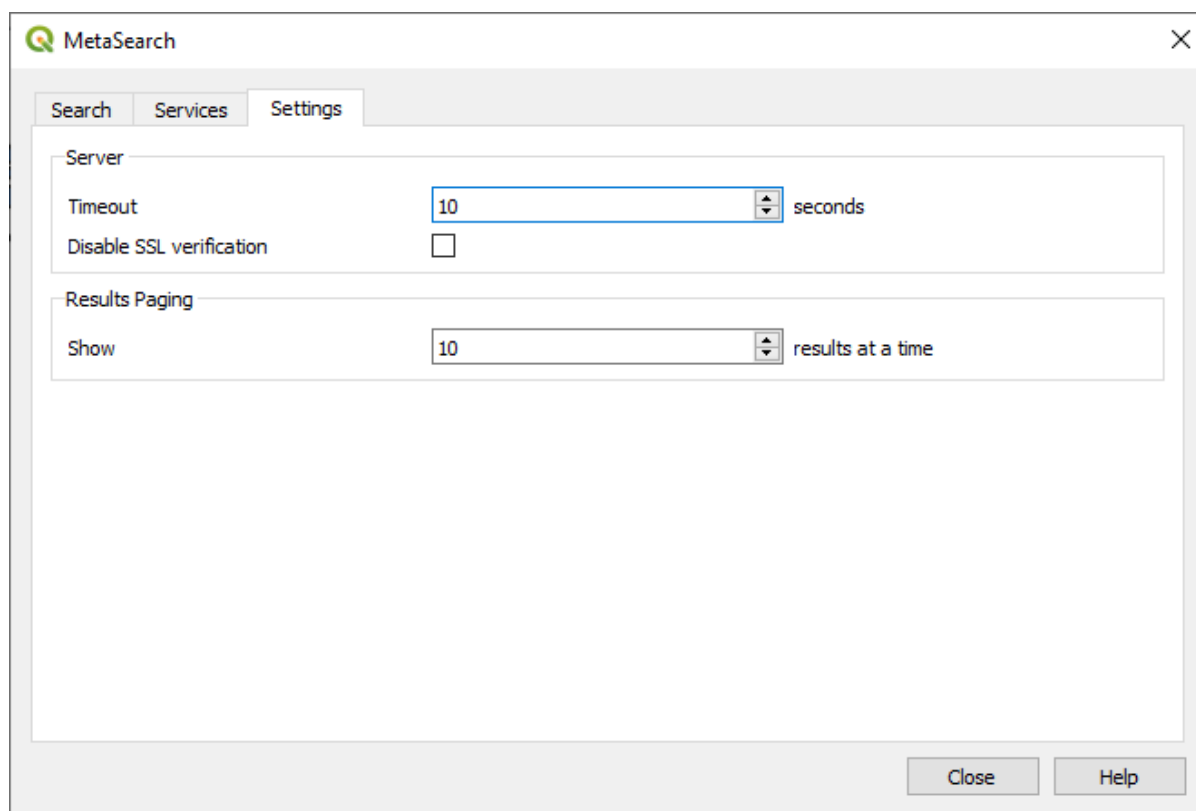 MetaSearch
Search Services Settings
Server
Timeout 10 seconds
Disable SSL verification
Results Paging
Show 10 results at a time
Close Help